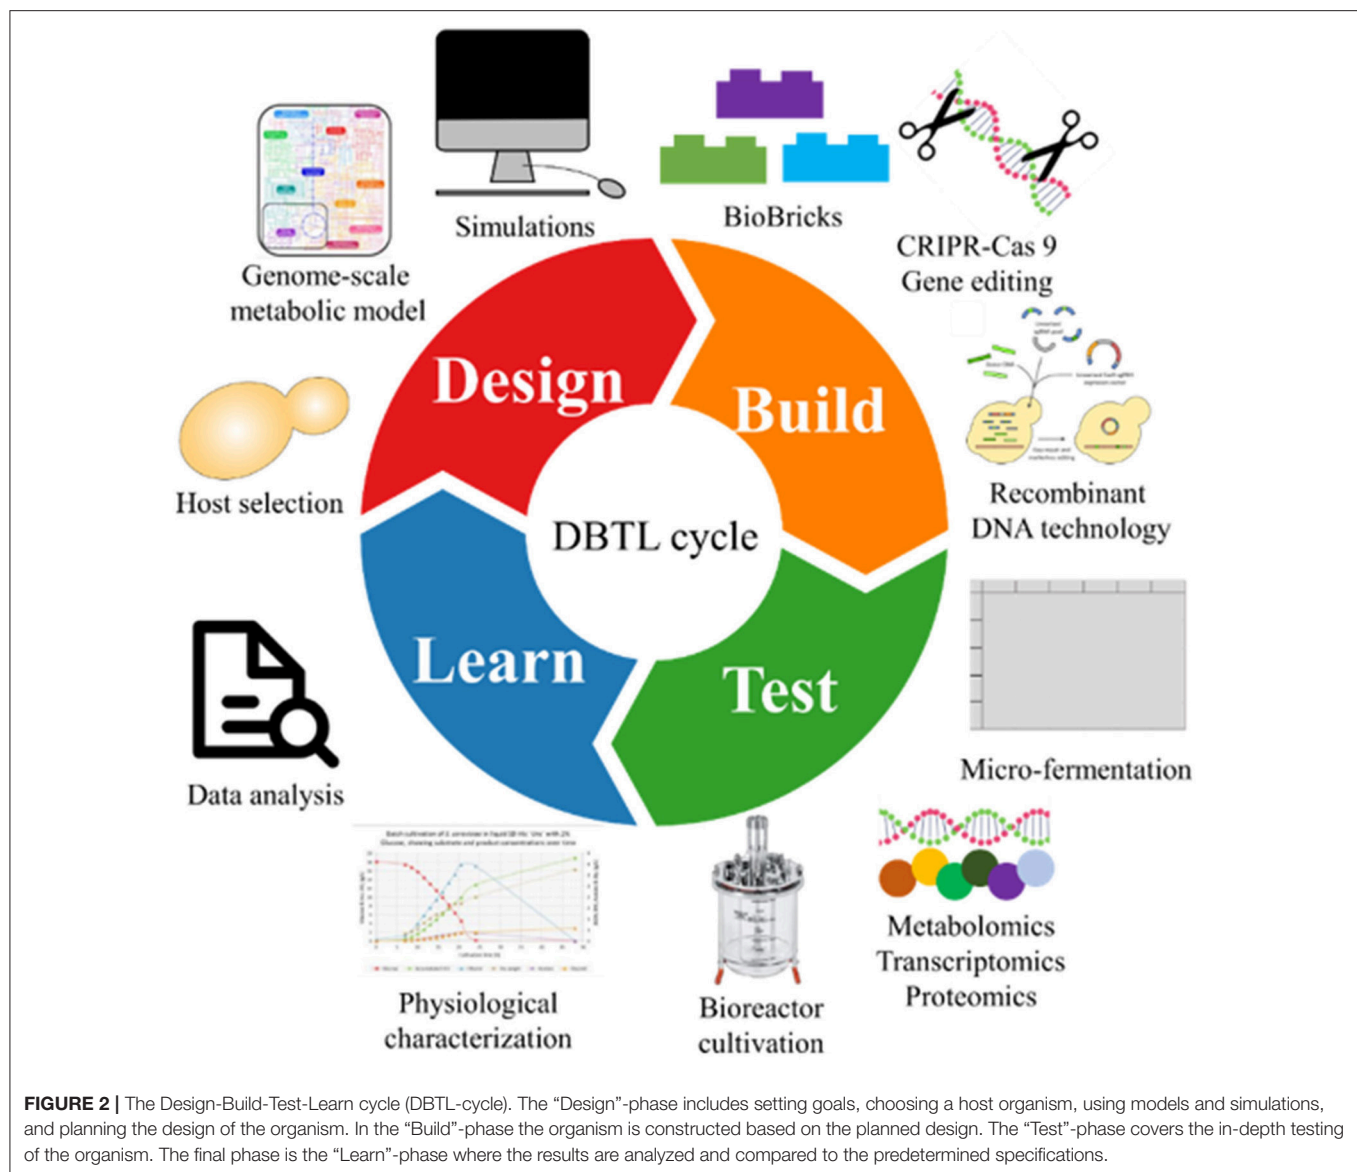 Simulations
BioBricks
CRIPR-Cas 9
Gene editing
Genome-scale
metabolic model
Design
Build
Host selection
Recombinant
DNA technology
DBTL cycle
Learn
Test
Data analysis
Micro-fermentation
Metabolomics
Transcriptomics
Proteomics
Physiological
characterization
Bioreactor
cultivation
FIGURE 2 | The Design-Build-Test-Learn cycle (DBTL-cycle). The “Design”-phase includes setting goals, choosing a host organism, using models and simulations,
and planning the design of the organism. In the “Build”-phase the organism is constructed based on the planned design. The “Test”-phase covers the in-depth testing
of the organism. The final phase is the “Learn”-phase where the results are analyzed and compared to the predetermined specifications.